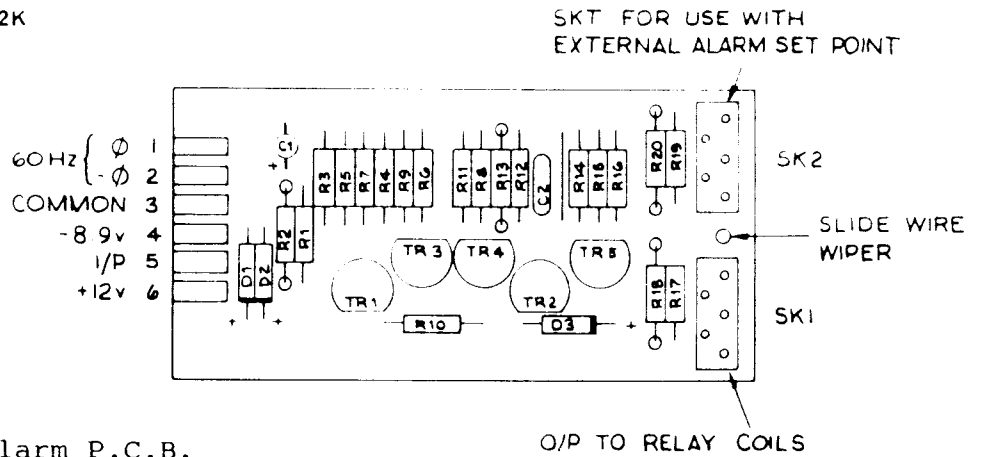 2K
SKT FOR USE WITH
EXTERNAL ALARM SET POINT
60HZ { Ø 1
-Ø 2
COMMON 3
-8.9v 4
I/P 5
+12v 6
C1
+
R3
R5
R7
R4
R9
R6
R11
R8
R13
R12
C2
R14
R15
R16
R20
R19
SK2
R2
R1
D1
D2
+
+
TR3
TR4
TR5
TR1
TR2
R10
D3
+
R18
R17
SLIDE WIRE
WIPER
SK1
O/P TO RELAY COILS
larm P.C.B.